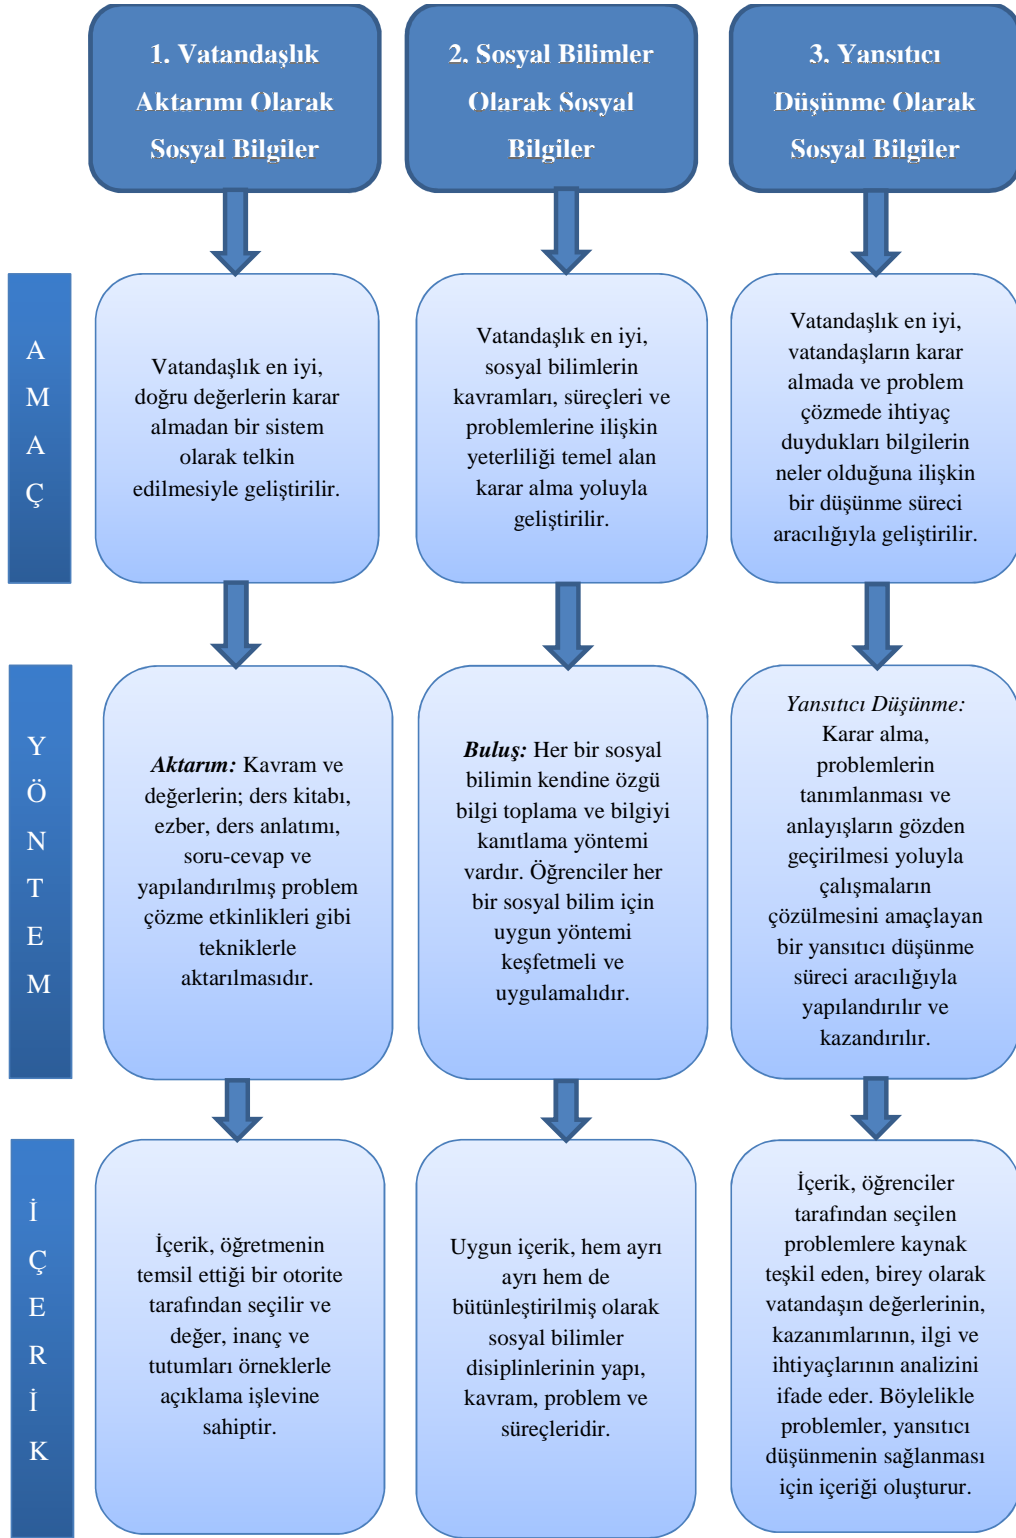 1. Vatandaşlık
Aktarımı Olarak
Sosyal Bilgiler
2. Sosyal Bilimler
Olarak Sosyal
Bilgiler
3. Yansıtıcı
Düşünme Olarak
Sosyal Bilgiler
A
M
A
Ç
Vatandaşlık en iyi,
doğru değerlerin karar
almadan bir sistem
olarak telkin
edilmesiyle geliştirilir.
Vatandaşlık en iyi,
sosyal bilimlerin
kavramları, süreçleri ve
problemlerine ilişkin
yeterliliği temel alan
karar alma yoluyla
geliştirilir.
Vatandaşlık en iyi,
vatandaşların karar
almada ve problem
çözmede ihtiyaç
duydukları bilgilerin
neler olduğuna ilişkin
bir düşünme süreci
aracılığıyla geliştirilir.
Y
Ö
N
T
E
M
Aktarım: Kavram ve
değerlerin; ders kitabı,
ezber, ders anlatımı,
soru-cevap ve
yapılandırılmış problem
çözme etkinlikleri gibi
tekniklerle
aktarılmasıdır.
Buluş: Her bir sosyal
bilimin kendine özgü
bilgi toplama ve bilgiyi
kanıtlama yöntemi
vardır. Öğrenciler her
bir sosyal bilim için
uygun yöntemi
keşfetmeli ve
uygulamalıdır.
Yansıtıcı Düşünme:
Karar alma,
problemlerin
tanımlanması ve
anlayışların gözden
geçirilmesi yoluyla
çalışmaların
çözülmesini amaçlayan
bir yansıtıcı düşünme
süreci aracılığıyla
yapılandırılır ve
kazandırılır.
İ
Ç
E
R
İ
K
İçerik, öğretmenin
temsil ettiği bir otorite
tarafından seçilir ve
değer, inanç ve
tutumları örneklerle
açıklama işlevine
sahiptir.
Uygun içerik, hem ayrı
ayrı hem de
bütünleştirilmiş olarak
sosyal bilimler
disiplinlerinin yapı,
kavram, problem ve
süreçleridir.
İçerik, öğrenciler
tarafından seçilen
problemlere kaynak
teşkil eden, birey olarak
vatandaşın değerlerinin,
kazanımlarının, ilgi ve
ihtiyaçlarının analizini
ifade eder. Böylelikle
problemler, yansıtıcı
düşünmenin sağlanması
için içeriği oluşturur.